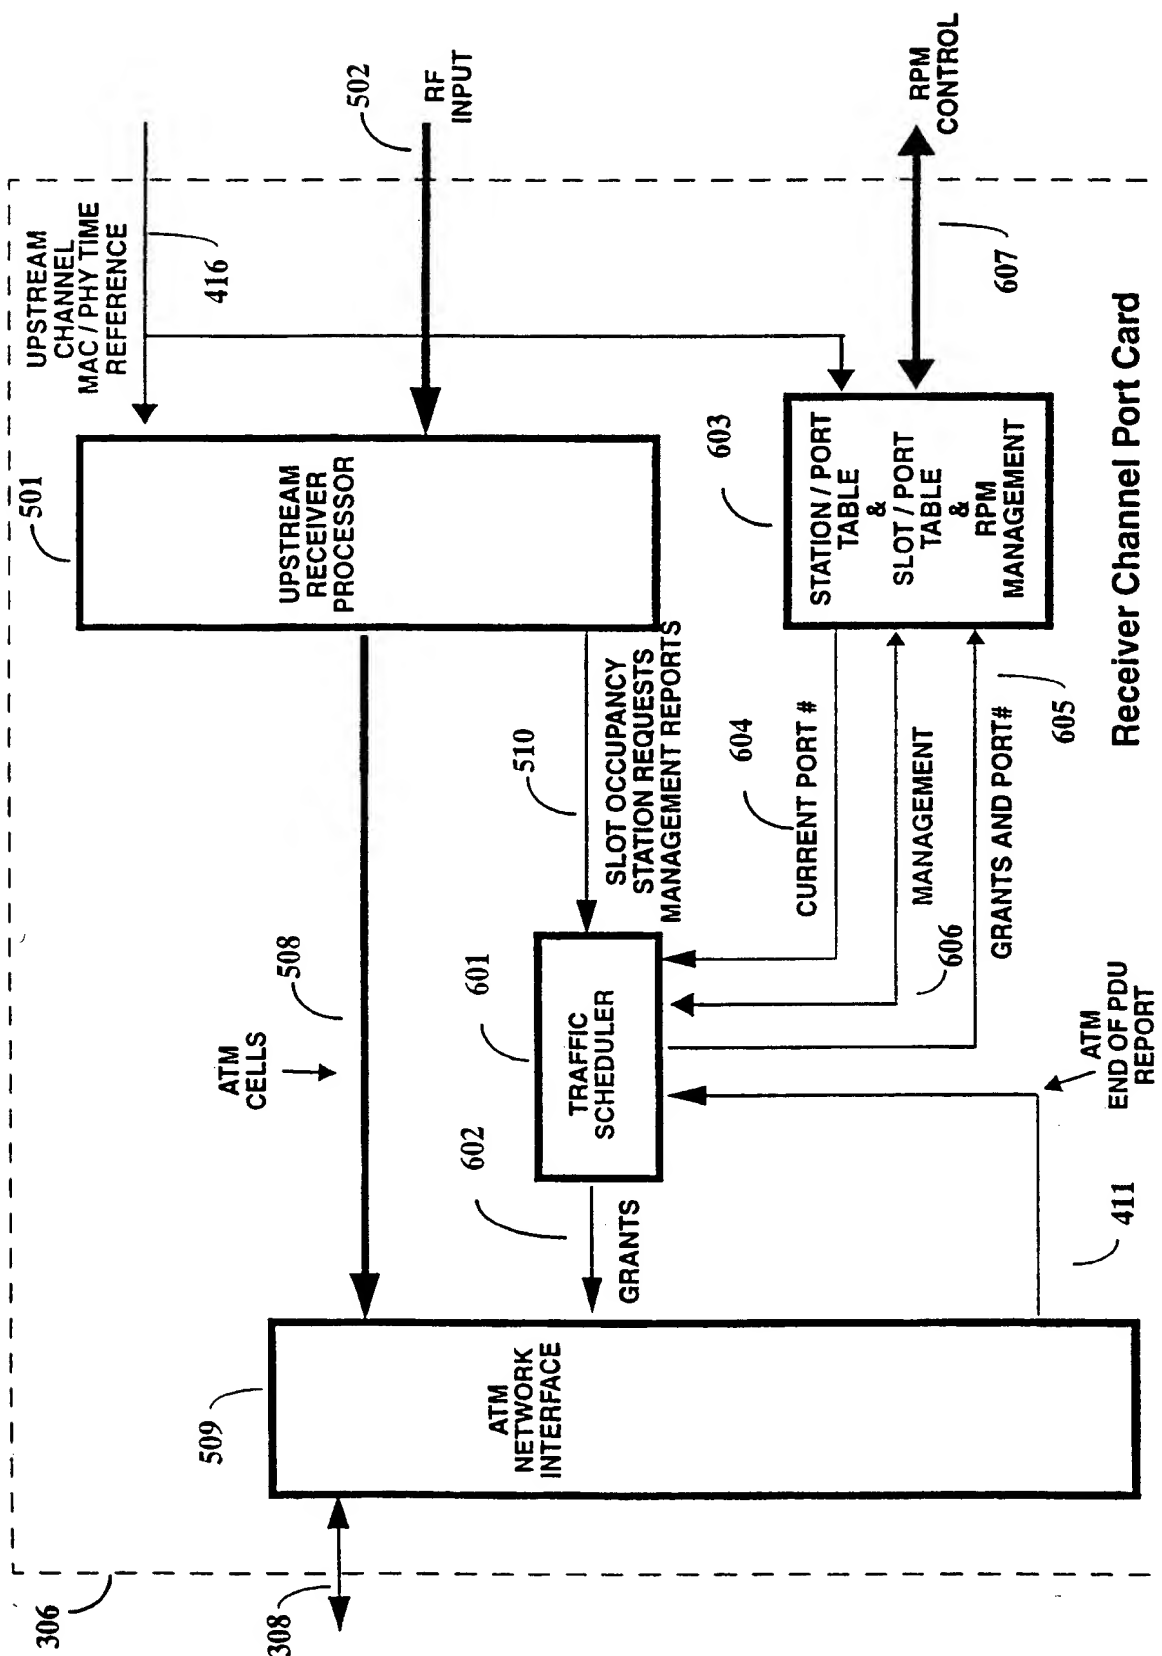 306
308
509
ATM
NETWORK
INTERFACE
ATM
CELLS
508
501
UPSTREAM
RECEIVER
PROCESSOR
UPSTREAM
CHANNEL
MAC / PHY TIME
REFERENCE
416
502
RF
INPUT
510
SLOT OCCUPANCY
STATION REQUESTS
MANAGEMENT REPORTS
602
GRANTS
601
TRAFFIC
SCHEDULER
604
CURRENT PORT #
MANAGEMENT
606
GRANTS AND PORT#
605
603
STATION / PORT
TABLE
&
SLOT / PORT
TABLE
&
RPM
MANAGEMENT
607
RPM
CONTROL
411
ATM
END OF PDU
REPORT
Receiver Channel Port Card